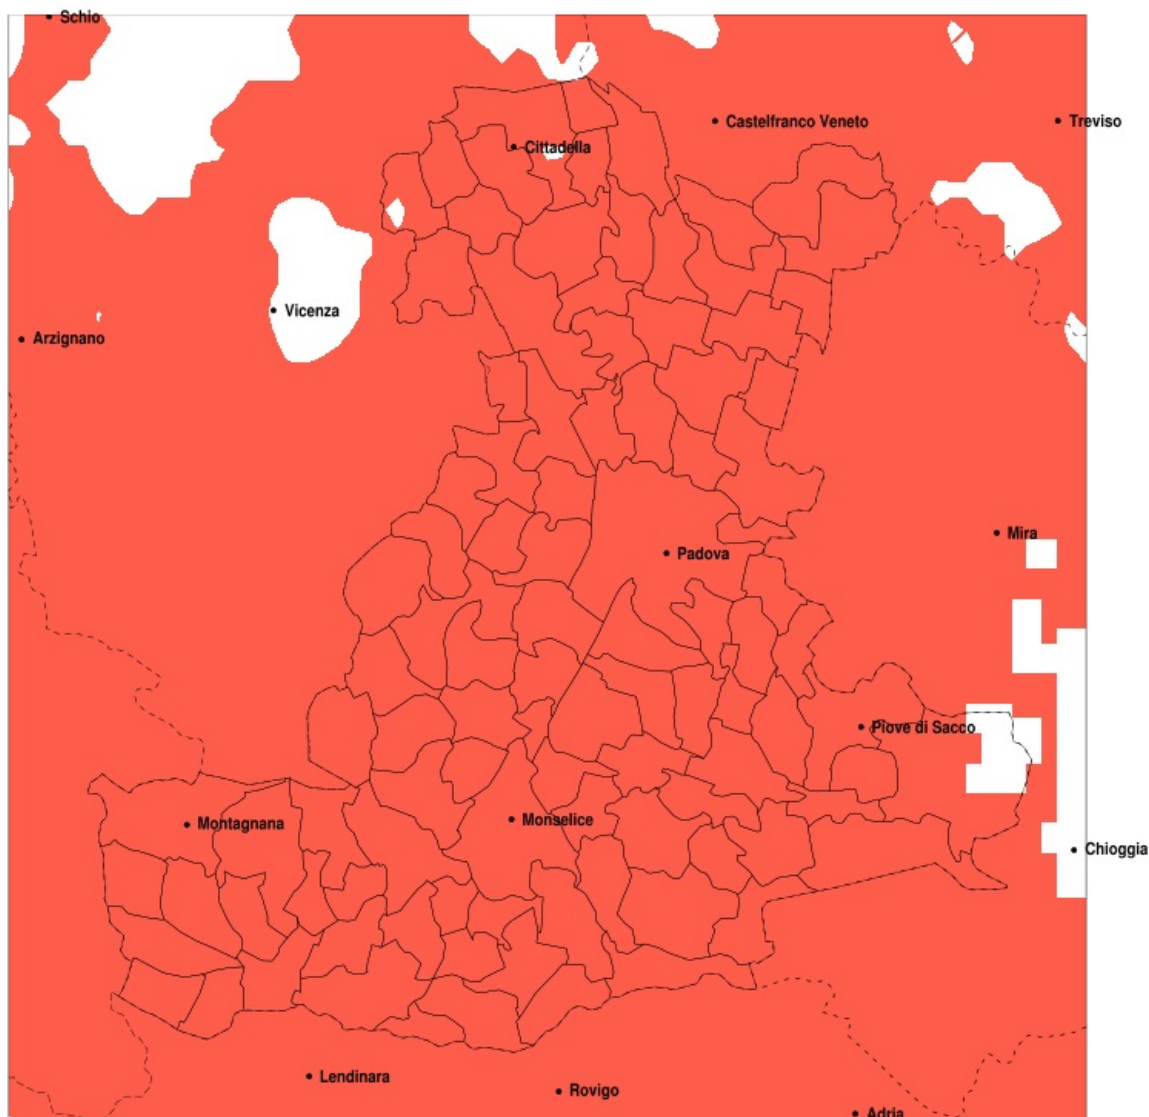 Schio
Castelfranco Veneto
Treviso
Cittadella
Vicenza
Arzignano
Mira
Padova
Piove di Sacco
Monselice
Montagnana
Chioggia
Lendinara
Rovigo
Adria